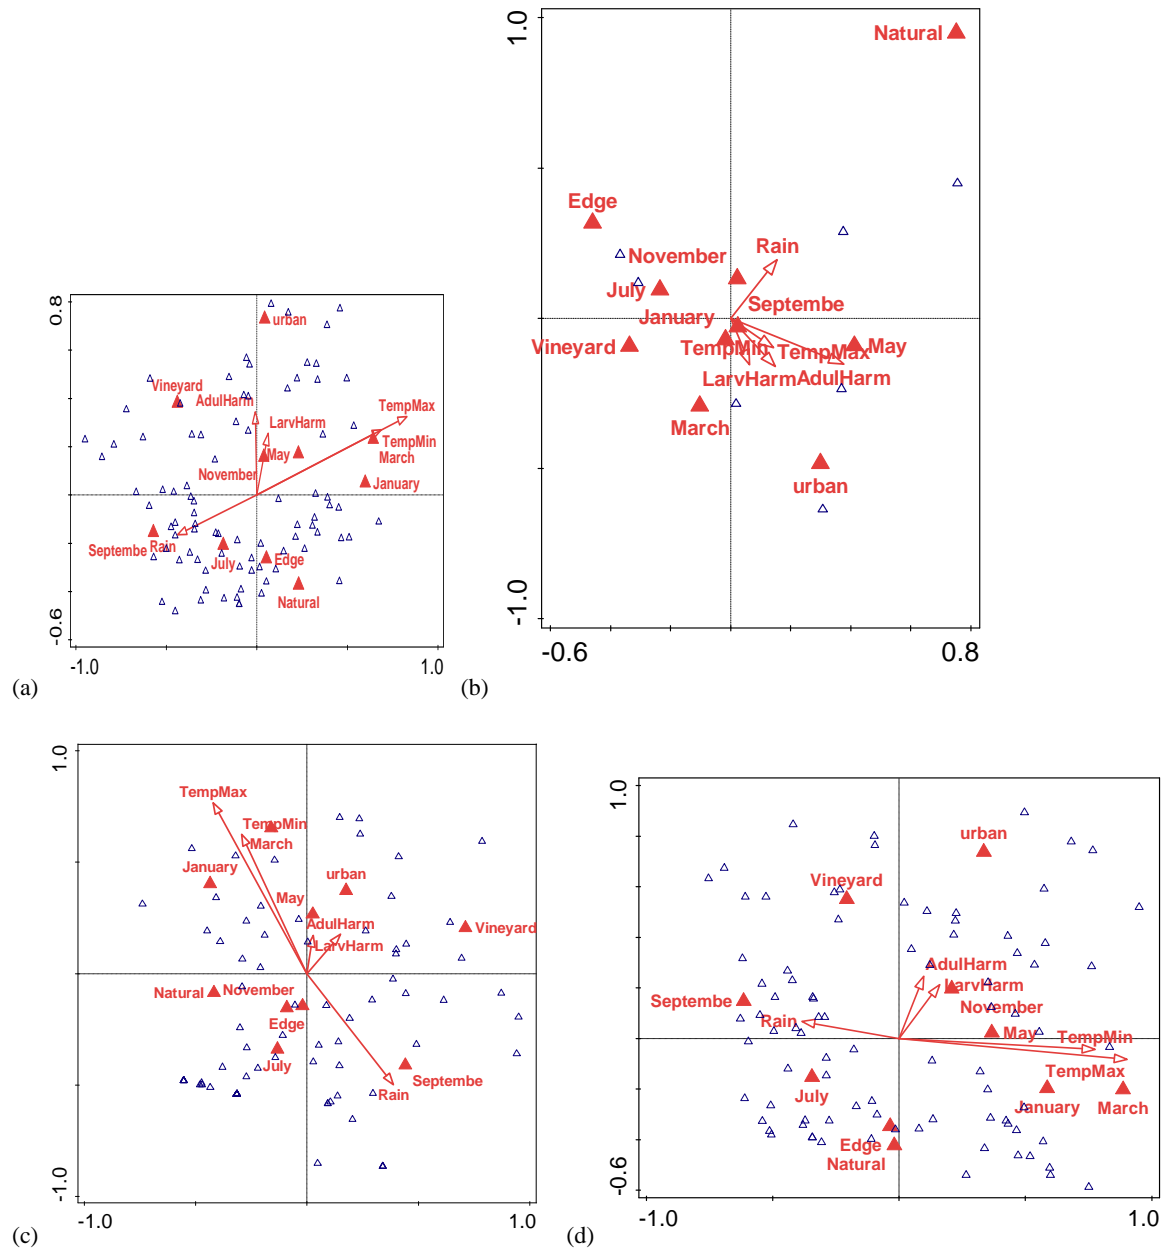 0.8
urban
Vineyard
AdulHarm
TempMax
LarvHarm
TempMin
May
March
November
January
Septembe
Rain
July
Edge
Natural
-0.6
-1.0
1.0
(a)
1.0
Natural
Edge
Rain
November
July
Septembe
January
Vineyard
TempMin
TempMax
May
LarvHarm
AdulHarm
March
urban
-1.0
-0.6
0.8
(b)
1.0
TempMax
TempMin
March
January
urban
May
AdulHarm
Vineyard
LarvHarm
Natural
November
Edge
July
Septembe
Rain
-1.0
-1.0
1.0
(c)
1.0
urban
Vineyard
AdulHarm
LarvHarm
Septembe
November
Rain
May
TempMin
TempMax
July
January
March
Edge
Natural
-0.6
-1.0
1.0
(d)